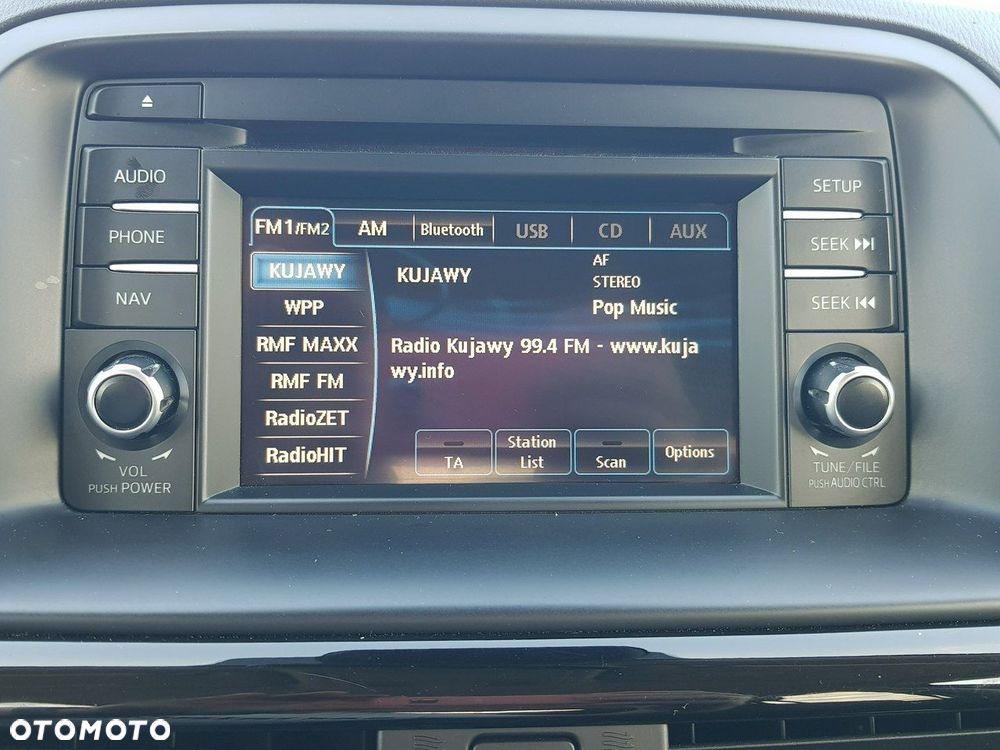 AUDIO
PHONE
NAV
VOL
PUSH POWER
SETUP
SEEK
SEEK
TUNE/FILE
PUSH AUDIO CTRL
FM1/FM2 AM Bluetooth USB CD AUX
KUJAWY
WPP
RMF MAXX
RMF FM
RadioZET
RadioHIT
KUJAWY
AF
STEREO
Pop Music
Radio Kujawy 99.4 FM - www.kuja
wy.info
TA
Station
List
Scan
Options
OTOMOTO